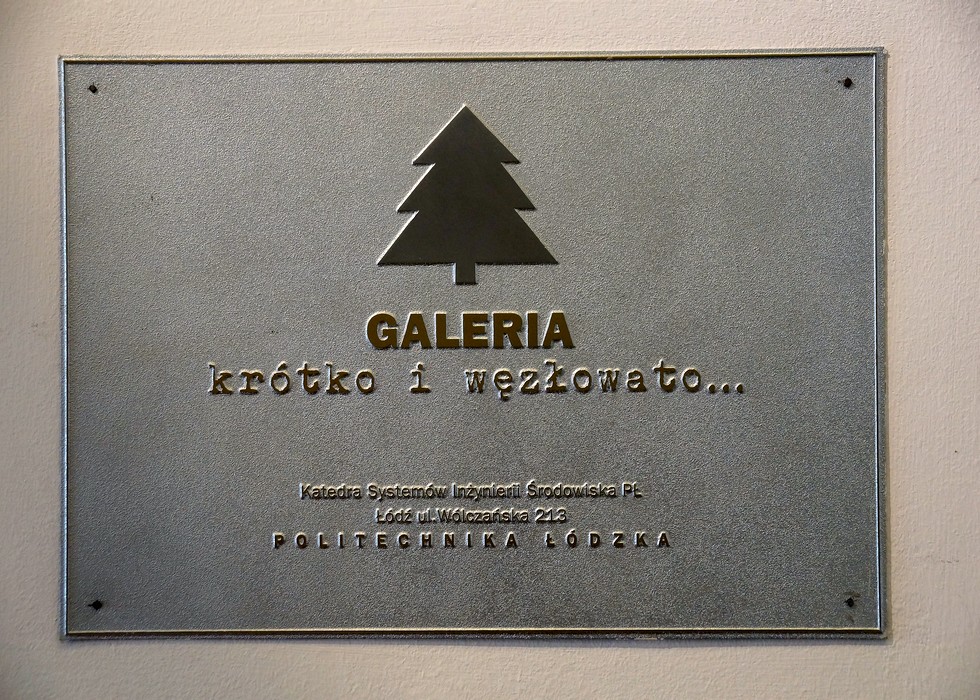 GALERIA
krótko i węzłowato...
Katedra Systemów Inżynierii Środowiska PŁ
Łódź ul.Wólczańska 213
POLITECHNIKA ŁÓDZKA